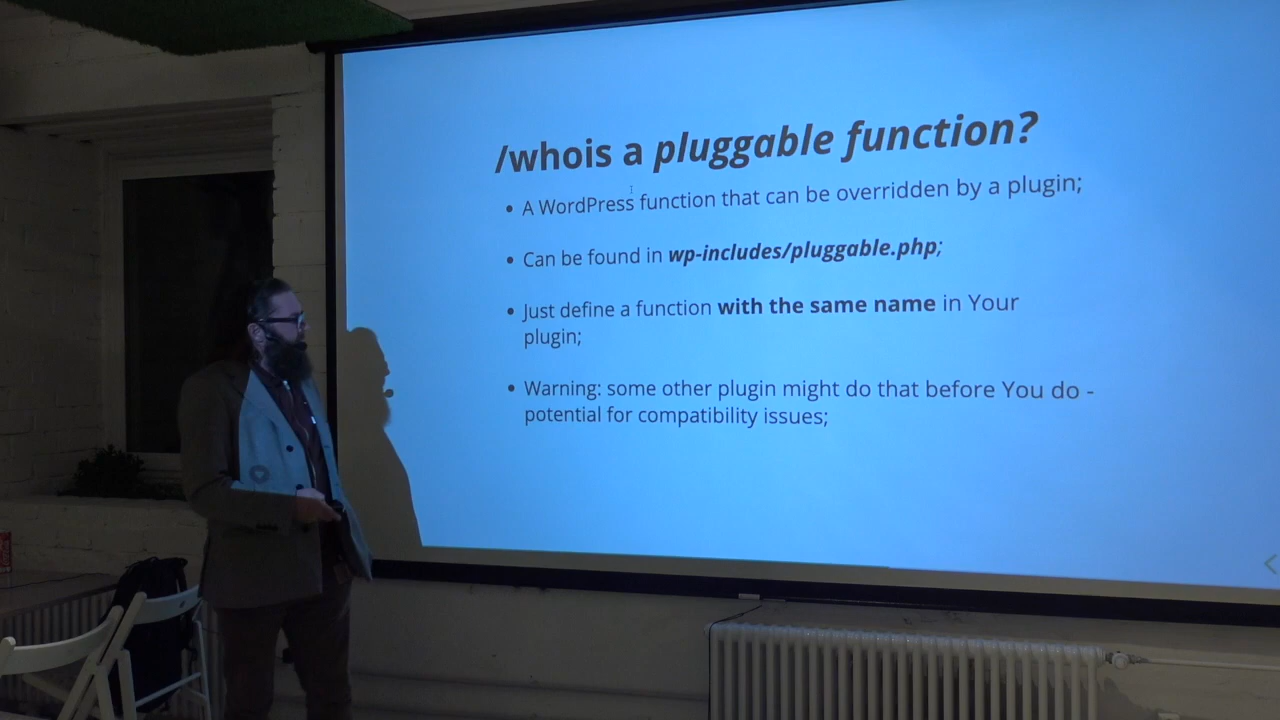 /whois a pluggable function?
• A WordPress function that can be overridden by a plugin;
• Can be found in wp-includes/pluggable.php;
• Just define a function with the same name in Your
plugin;
• Warning: some other plugin might do that before You do -
potential for compatibility issues;